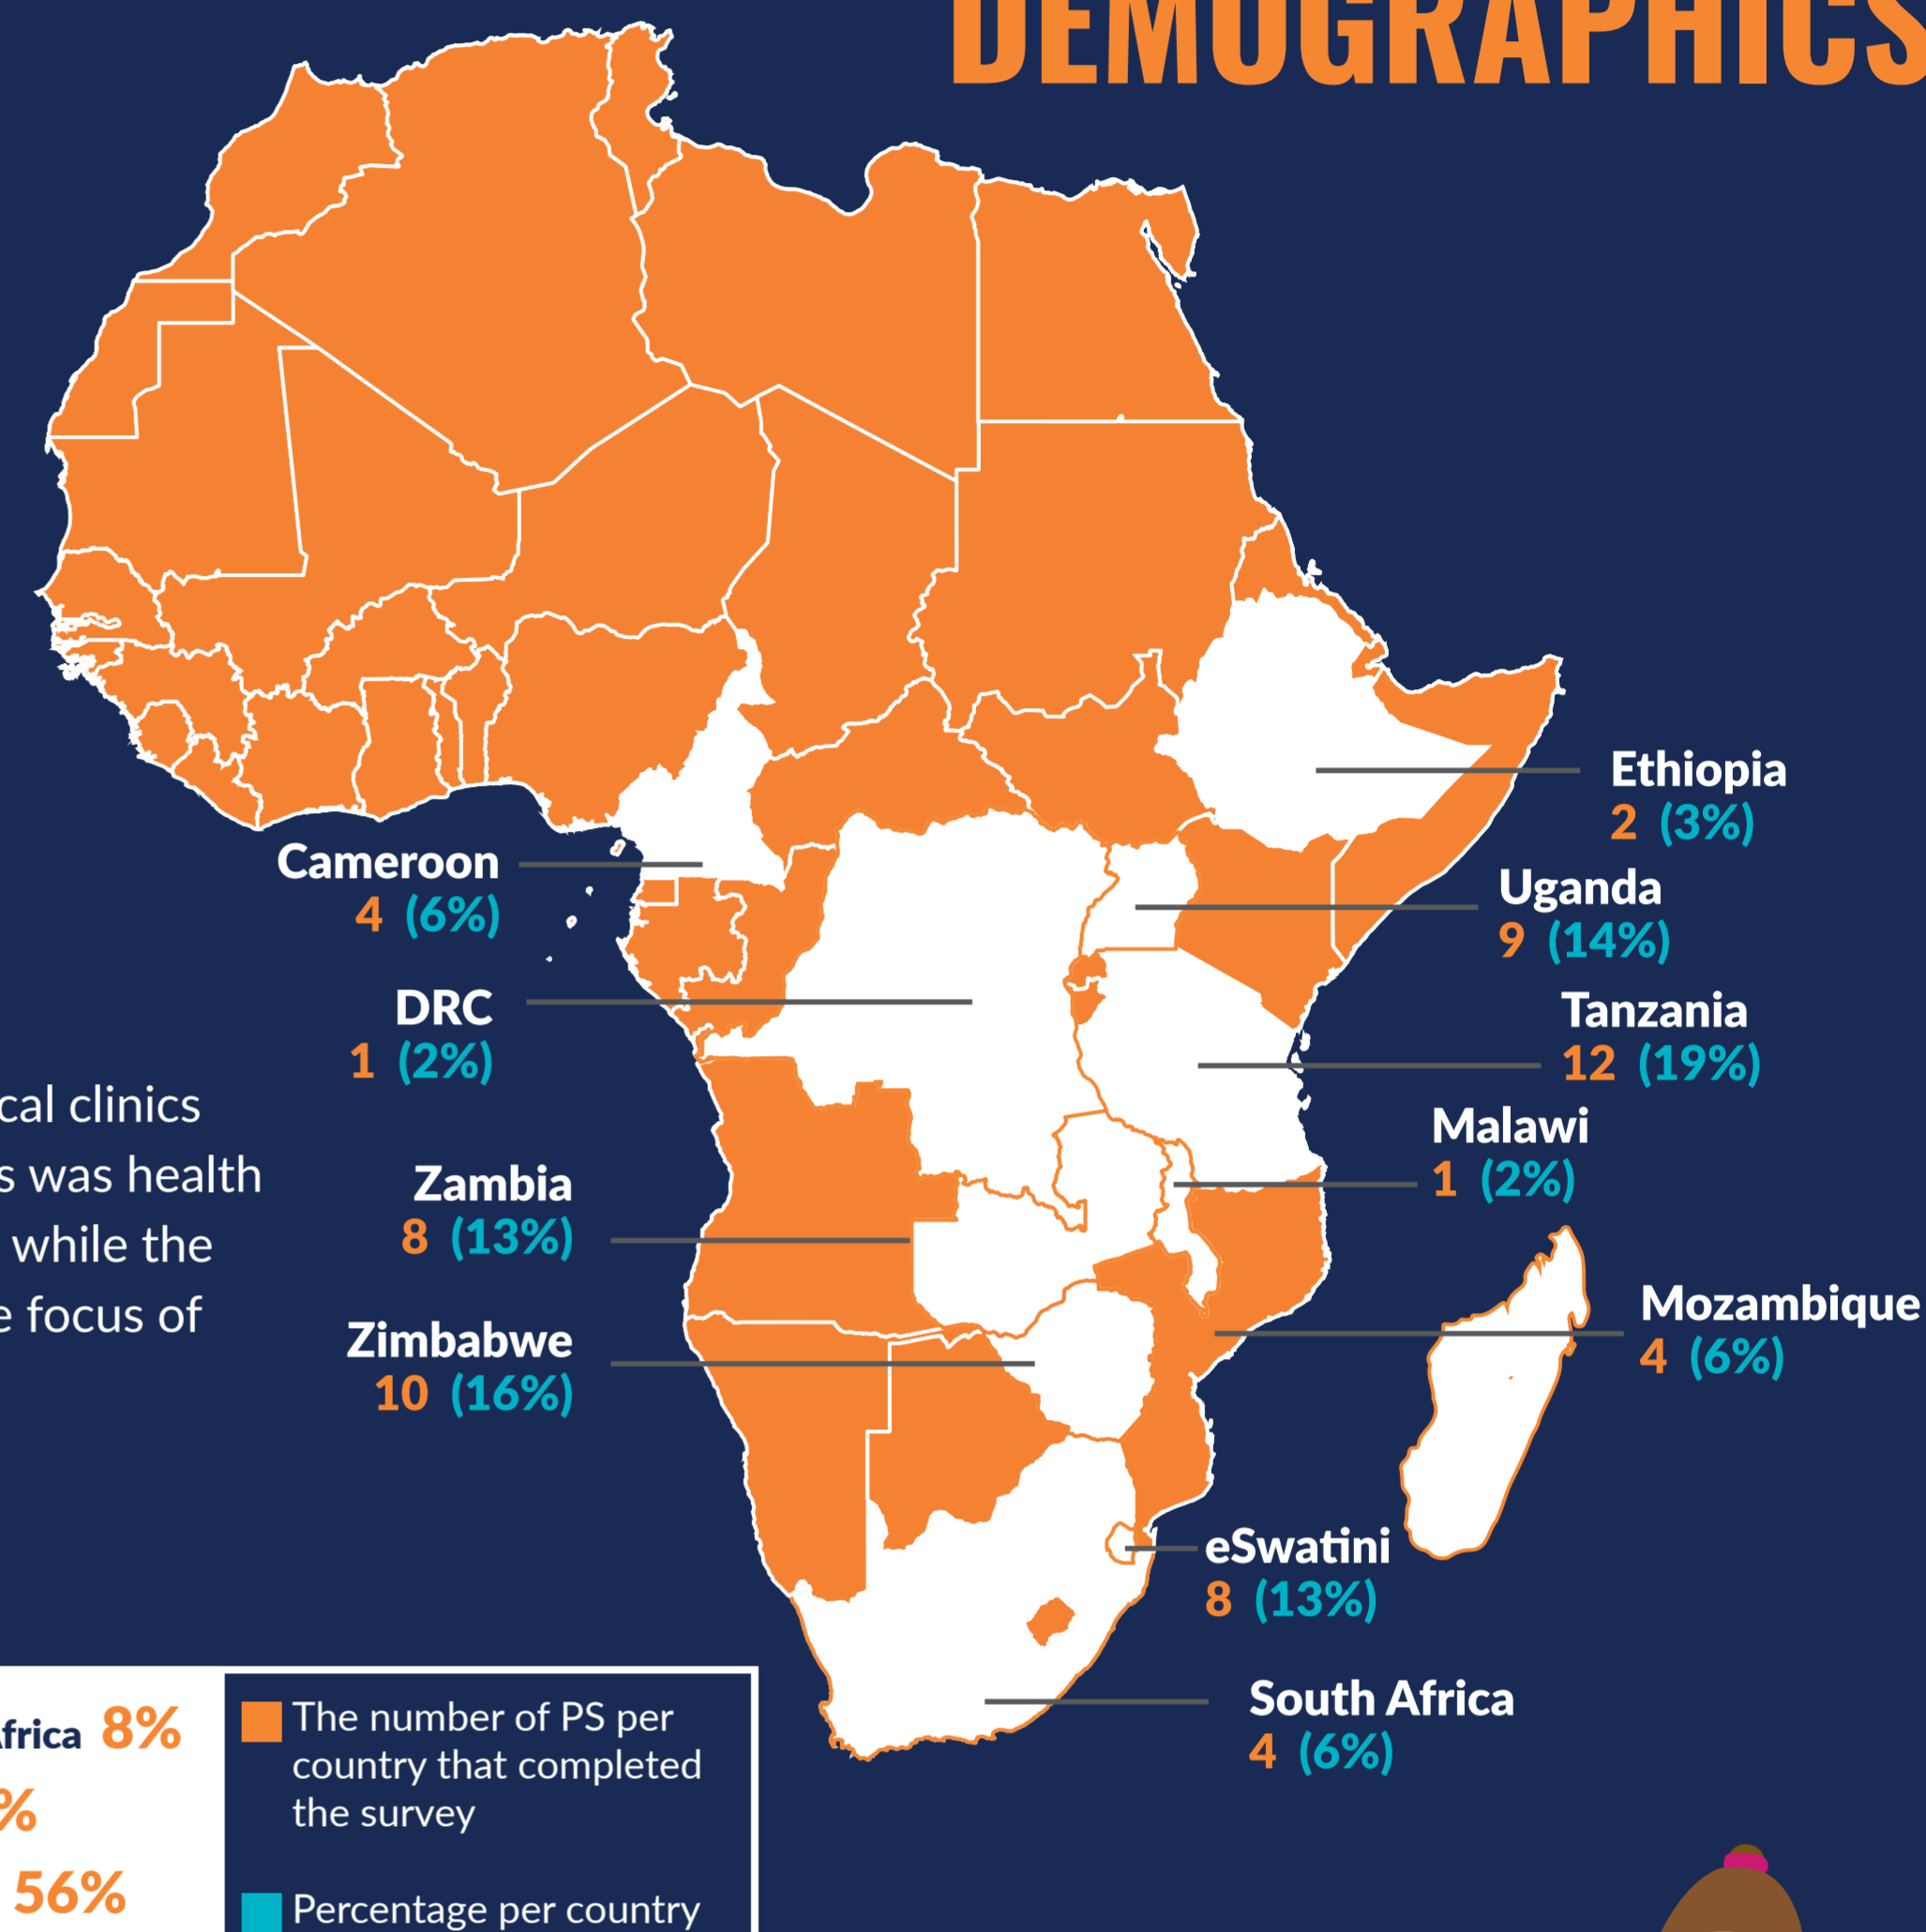 DEMOGRAPHICS
Ethiopia
2 (3%)
Cameroon
4 (6%)
Uganda
9 (14%)
DRC
1 (2%)
Tanzania
12 (19%)
cal clinics
s was health
while the
e focus of
Malawi
1 (2%)
Zambia
8 (13%)
Mozambique
4 (6%)
Zimbabwe
10 (16%)
eSwatini
8 (13%)
South Africa
4 (6%)
frica 8%
%
56%
The number of PS per
country that completed
the survey
Percentage per country